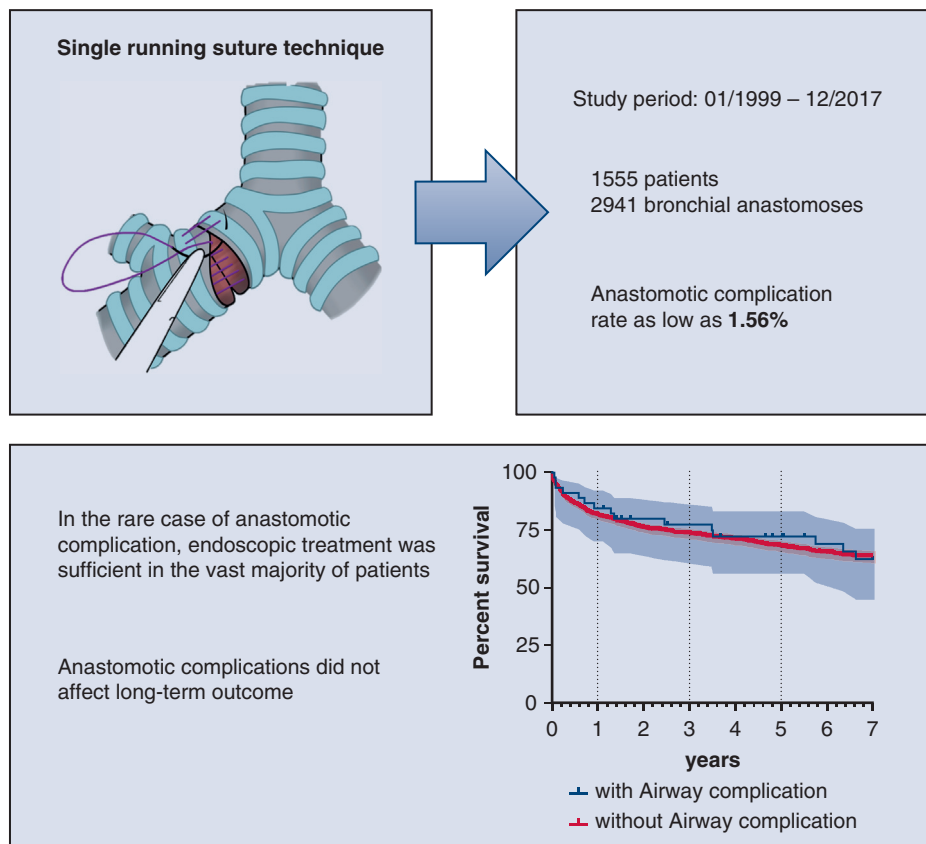 Single running suture technique
Study period: 01/1999 – 12/2017
1555 patients
2941 bronchial anastomoses
Anastomotic complication
rate as low as 1.56%
In the rare case of anastomotic
complication, endoscopic treatment was
sufficient in the vast majority of patients
Anastomotic complications did not
affect long-term outcome
Percent survival
100
75
50
25
0
0 1 2 3 4 5 6 7
years
with Airway complication
without Airway complication